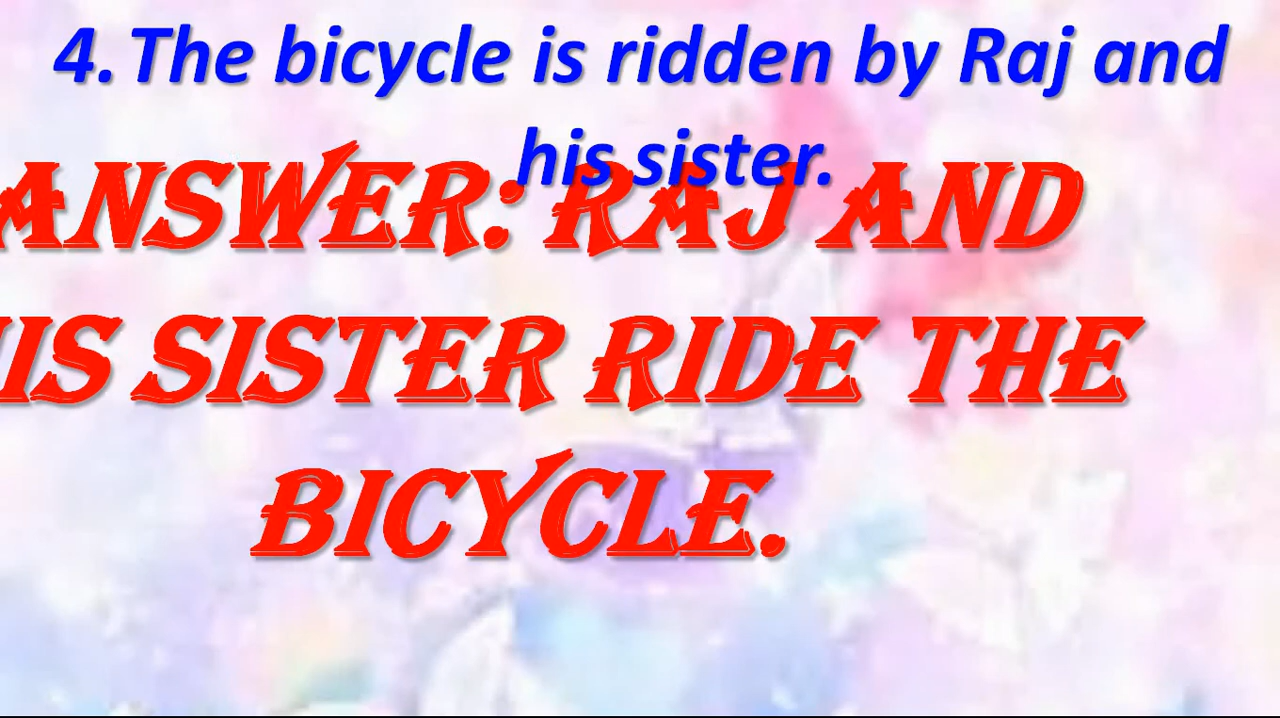 4. The bicycle is ridden by Raj and
his sister.
ANSWER: RAJ AND
IS SISTER RIDE THE
BICYCLE.